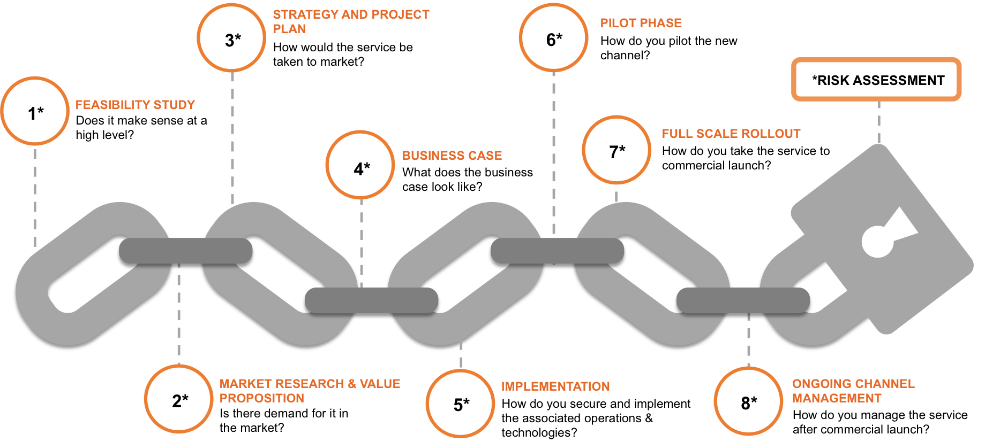 1*
FEASIBILITY STUDY
Does it make sense at a
high level?
2*
MARKET RESEARCH & VALUE
PROPOSITION
Is there demand for it in
the market?
3*
STRATEGY AND PROJECT
PLAN
How would the service be
taken to market?
4*
BUSINESS CASE
What does the business
case look like?
5*
IMPLEMENTATION
How do you secure and implement
the associated operations &
technologies?
6*
PILOT PHASE
How do you pilot the new
channel?
7*
FULL SCALE ROLLOUT
How do you take the service to
commercial launch?
8*
ONGOING CHANNEL
MANAGEMENT
How do you manage the service
after commercial launch?
*RISK ASSESSMENT